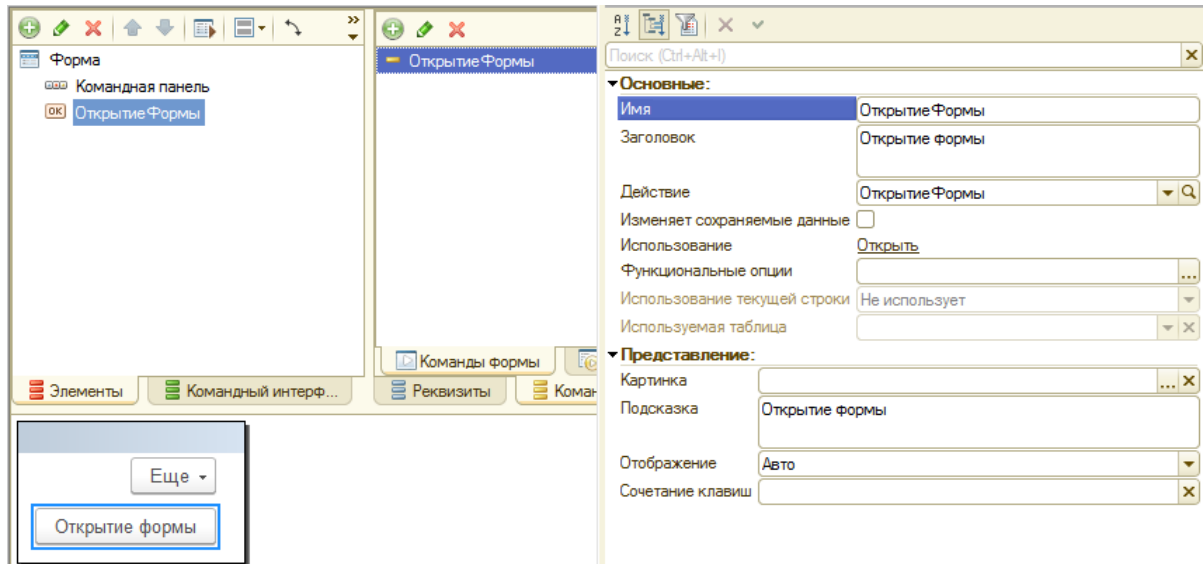 Форма
Командная панель
OK ОткрытиеФормы
Элементы
Командный интерф...
ОткрытиеФормы
Команды формы
Реквизиты
Коман
Еще
Открытие формы
A
Z
Поиск (Ctrl+Alt+I)
Основные:
Имя ОткрытиеФормы
Заголовок Открытие формы
Действие ОткрытиеФормы
Изменяет сохраняемые данные
Использование Открыть
Функциональные опции ...
Использование текущей строки Не использует
Используемая таблица
Представление:
Картинка ...
Подсказка Открытие формы
Отображение Авто
Сочетание клавиш